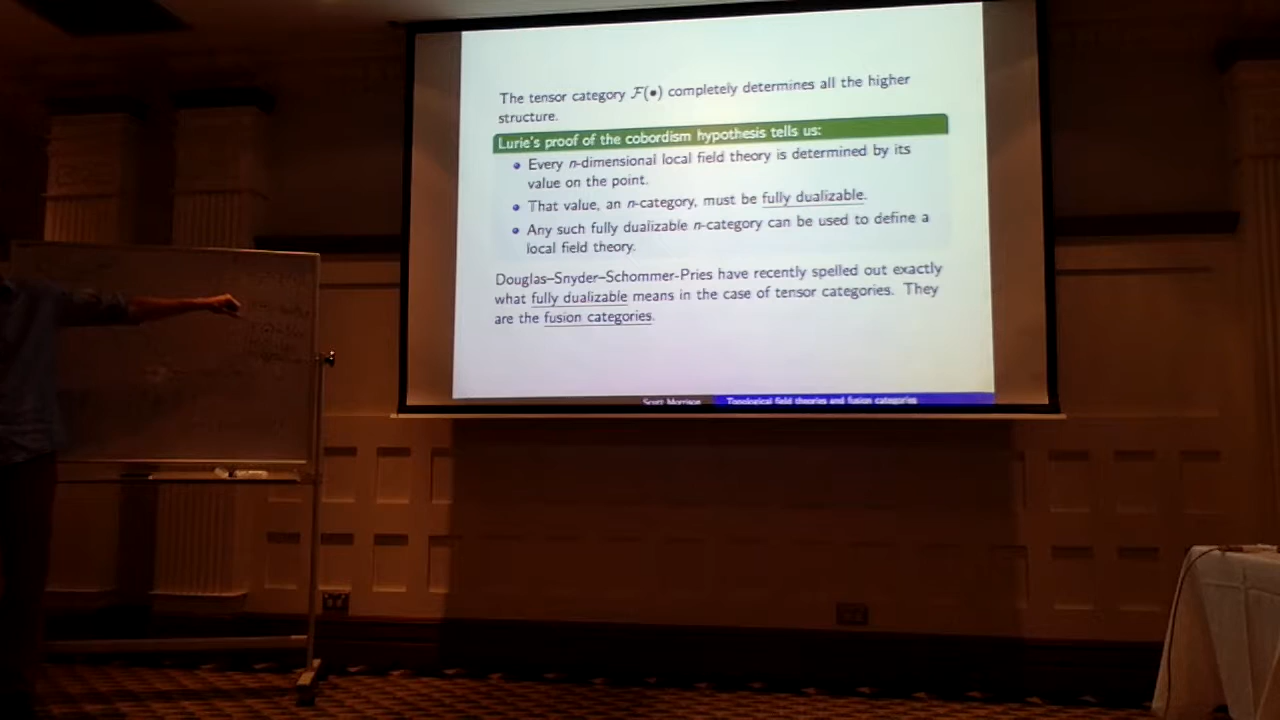 The tensor category F(•) completely determines all the higher
structure.
Lurie's proof of the cobordism hypothesis tells us:
• Every n-dimensional local field theory is determined by its
value on the point.
• That value, an n-category, must be fully dualizable.
• Any such fully dualizable n-category can be used to define a
local field theory.
Douglas–Snyder–Schommer-Pries have recently spelled out exactly
what fully dualizable means in the case of tensor categories. They
are the fusion categories.
Scott Morrison Topological field theories and fusion categories